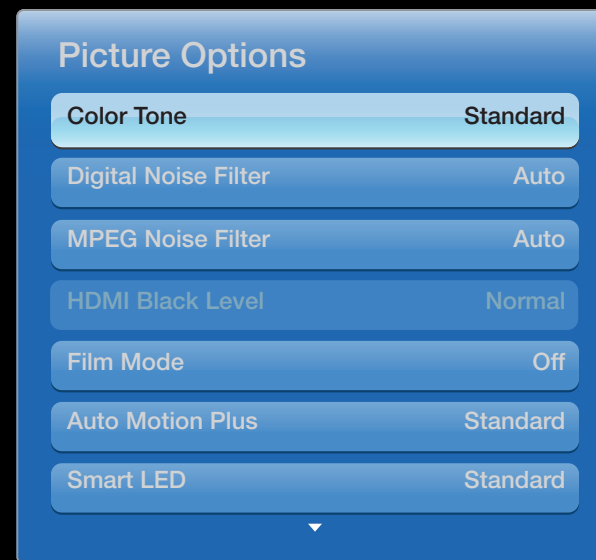 Picture Options
Color Tone Standard
Digital Noise Filter Auto
MPEG Noise Filter Auto
HDMI Black Level Normal
Film Mode Off
Auto Motion Plus Standard
Smart LED Standard